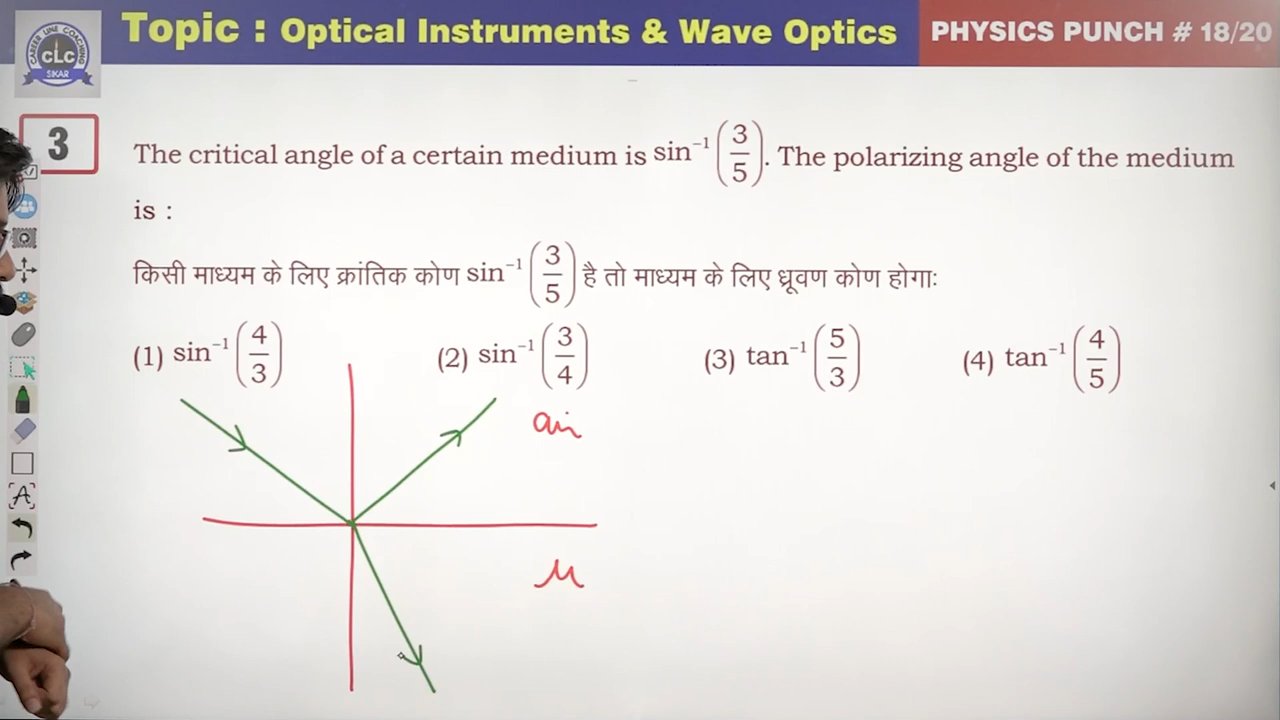 CAREER LINE COACHING
CLC
SIKAR
Topic : Optical Instruments & Wave Optics
PHYSICS PUNCH # 18/20
3
The critical angle of a certain medium is sin⁻¹(3/5). The polarizing angle of the medium
is :
किसी माध्यम के लिए क्रांतिक कोण sin⁻¹(3/5) है तो माध्यम के लिए ध्रूवण कोण होगाः
(1) sin⁻¹(4/3) (2) sin⁻¹(3/4) (3) tan⁻¹(5/3) (4) tan⁻¹(4/5)
air
μ
A